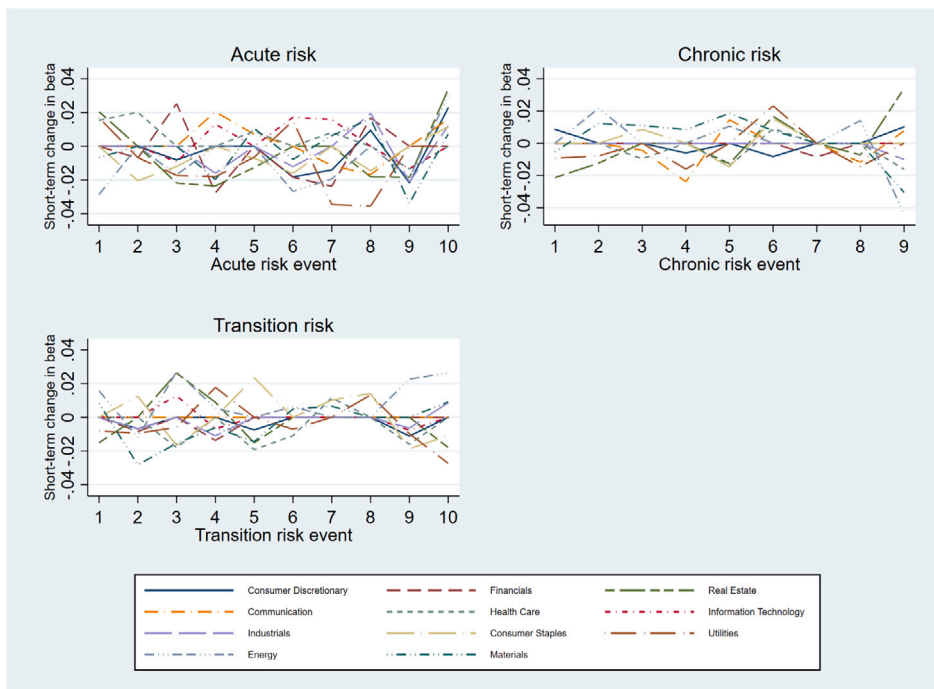 Acute risk
Short-term change in beta
.04
.02
0
-.02
-.04
1 2 3 4 5 6 7 8 9 10
Acute risk event
Chronic risk
Short-term change in beta
.04
.02
0
-.02
-.04
1 2 3 4 5 6 7 8 9
Chronic risk event
Transition risk
Short-term change in beta
.04
.02
0
-.02
-.04
1 2 3 4 5 6 7 8 9 10
Transition risk event
Consumer Discretionary Financials Real Estate
Communication Health Care Information Technology
Industrials Consumer Staples Utilities
Energy Materials